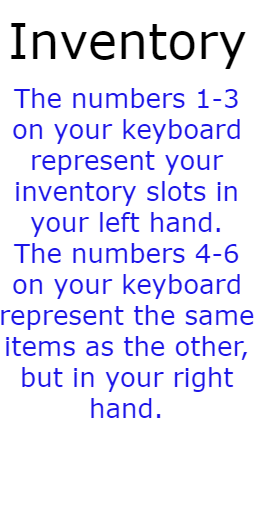 Inventory
The numbers 1-3
on your keyboard
represent your
inventory slots in
your left hand.
The numbers 4-6
on your keyboard
represent the same
items as the other,
but in your right
hand.